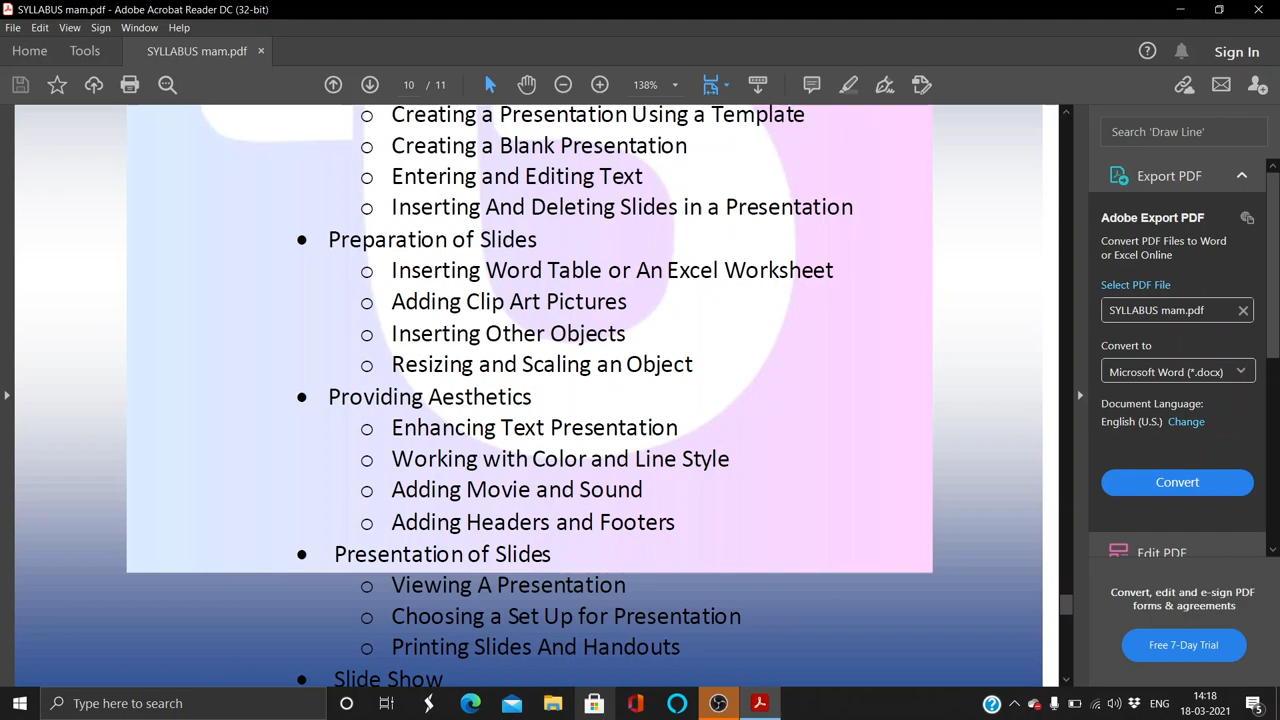 SYLLABUS mam.pdf - Adobe Acrobat Reader DC (32-bit)
File Edit View Sign Window Help
Home Tools SYLLABUS mam.pdf × Sign In
10 / 11 138%
Creating a Presentation Using a Template
Creating a Blank Presentation
Entering and Editing Text
Inserting And Deleting Slides in a Presentation
Preparation of Slides
Inserting Word Table or An Excel Worksheet
Adding Clip Art Pictures
Inserting Other Objects
Resizing and Scaling an Object
Providing Aesthetics
Enhancing Text Presentation
Working with Color and Line Style
Adding Movie and Sound
Adding Headers and Footers
Presentation of Slides
Viewing A Presentation
Choosing a Set Up for Presentation
Printing Slides And Handouts
Slide Show
Search 'Draw Line'
Export PDF
Adobe Export PDF
Convert PDF Files to Word
or Excel Online
Select PDF File
SYLLABUS mam.pdf
Convert to
Microsoft Word (*.docx)
Document Language:
English (U.S.) Change
Convert
Edit PDF
Convert, edit and e-sign PDF
forms & agreements
Free 7-Day Trial
Type here to search
ENG
14:18
18-03-2021
5